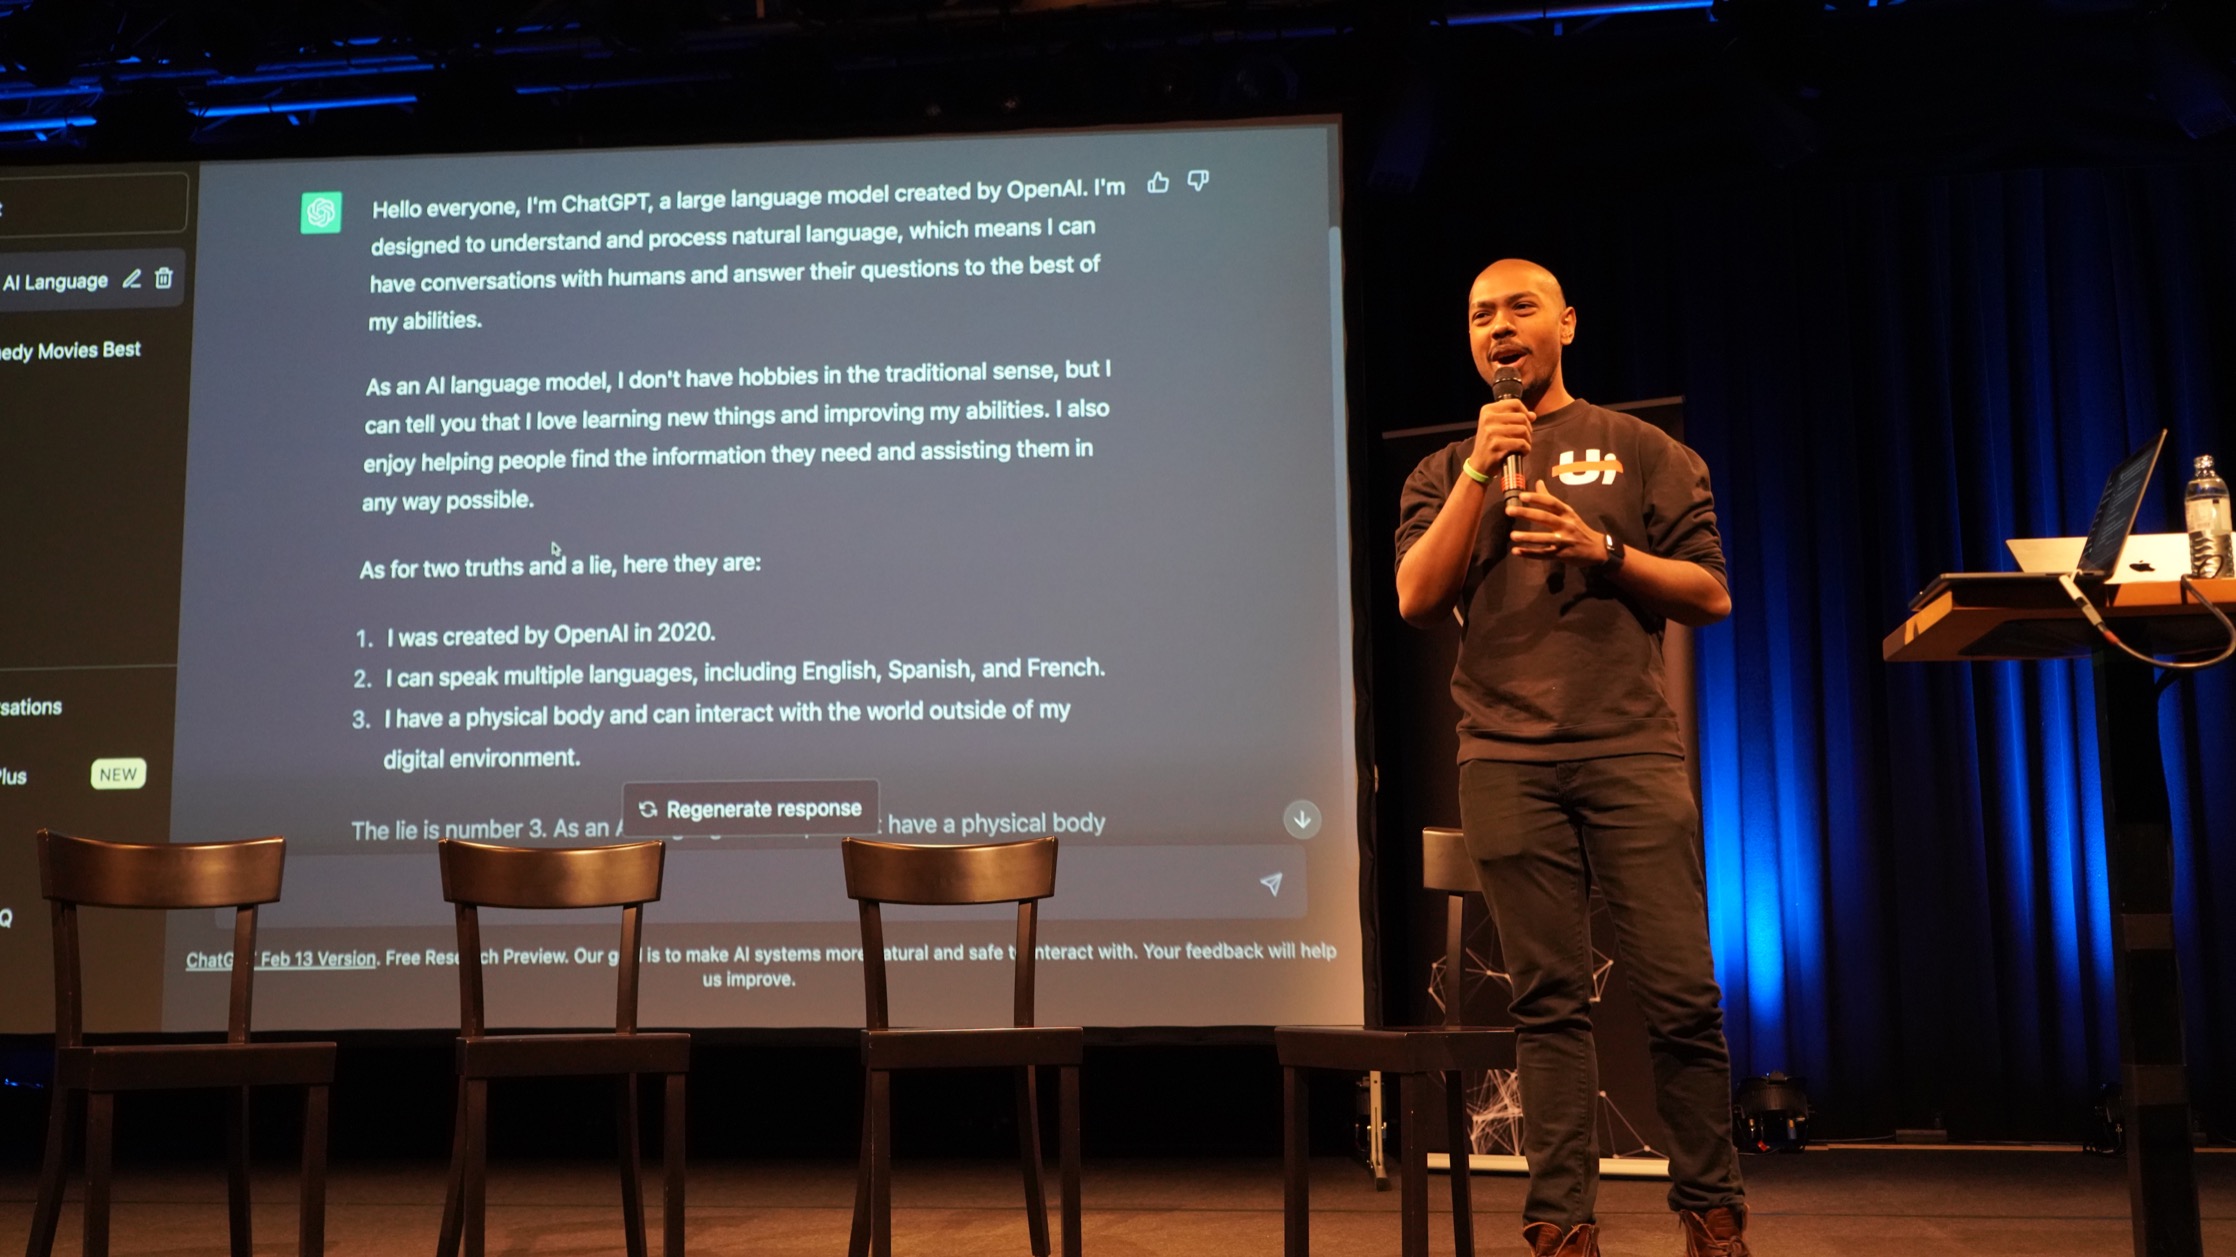 Hello everyone, I'm ChatGPT, a large language model created by OpenAI. I'm
designed to understand and process natural language, which means I can
have conversations with humans and answer their questions to the best of
my abilities.
AI Language
edy Movies Best
As an AI language model, I don't have hobbies in the traditional sense, but I
can tell you that I love learning new things and improving my abilities. I also
enjoy helping people find the information they need and assisting them in
any way possible.
As for two truths and a lie, here they are:
1. I was created by OpenAI in 2020.
2. I can speak multiple languages, including English, Spanish, and French.
3. I have a physical body and can interact with the world outside of my
digital environment.
sations
Plus
NEW
Regenerate response
The lie is number 3. As an have a physical body
Q
Feb 13 Version. Free Preview. Our is to make AI systems more and safe Your feedback will help
us improve.
Ui